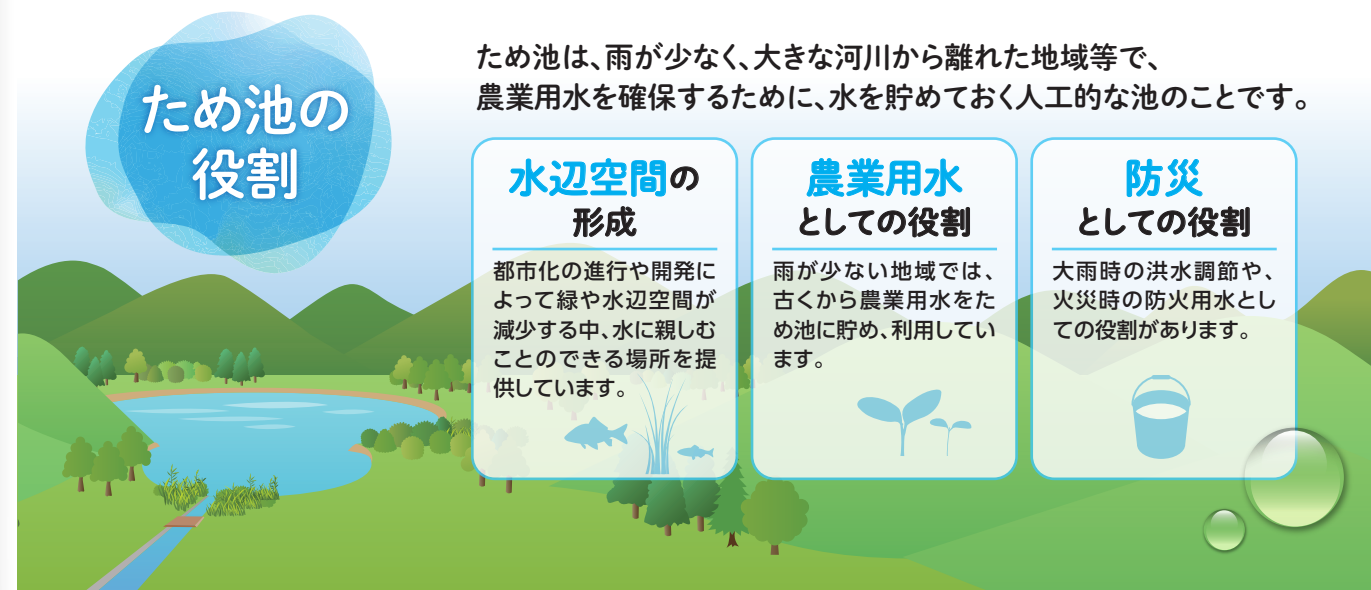 ため池の
役割
ため池は、雨が少なく、大きな河川から離れた地域等で、
農業用水を確保するために、水を貯めておく人工的な池のことです。
水辺空間の
形成
都市化の進行や開発に
よって緑や水辺空間が
減少する中、水に親しむ
ことのできる場所を提
供しています。
農業用水
としての役割
雨が少ない地域では、
古くから農業用水をた
め池に貯め、利用してい
ます。
防災
としての役割
大雨時の洪水調節や、
火災時の防火用水とし
ての役割があります。